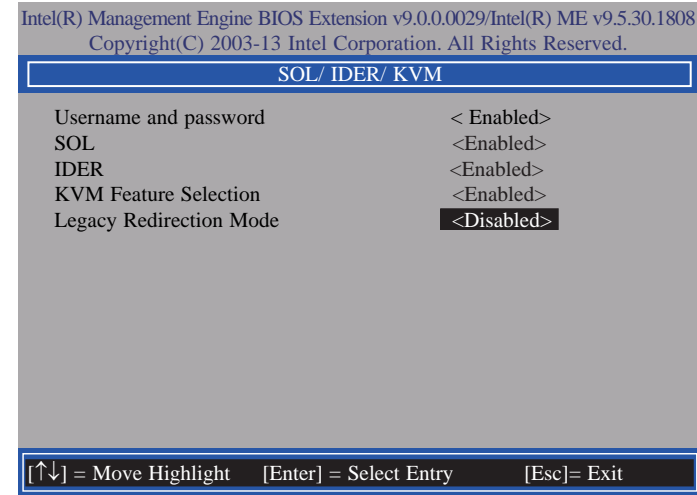 Intel(R) Management Engine BIOS Extension v9.0.0.0029/Intel(R) ME v9.5.30.1808
Copyright(C) 2003-13 Intel Corporation. All Rights Reserved.
SOL/ IDER/ KVM
Username and password < Enabled>
SOL <Enabled>
IDER <Enabled>
KVM Feature Selection <Enabled>
Legacy Redirection Mode <Disabled>
[↑↓] = Move Highlight [Enter] = Select Entry [Esc]= Exit